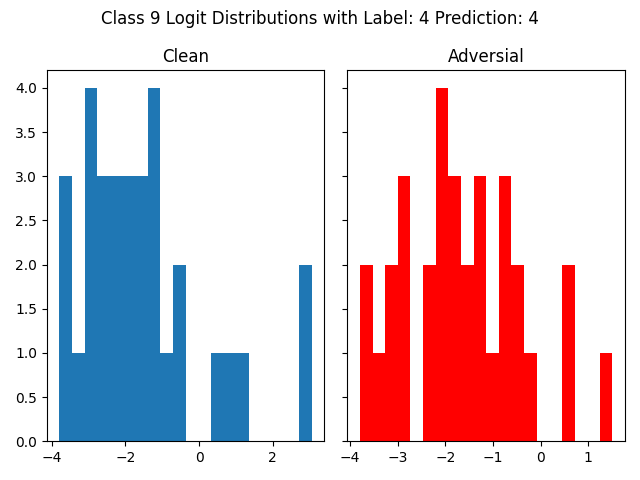 Class 9 Logit Distributions with Label: 4 Prediction: 4
Clean
Adversial
4.0
3.5
3.0
2.5
2.0
1.5
1.0
0.5
0.0
−4 −2 0 2
−4 −3 −2 −1 0 1